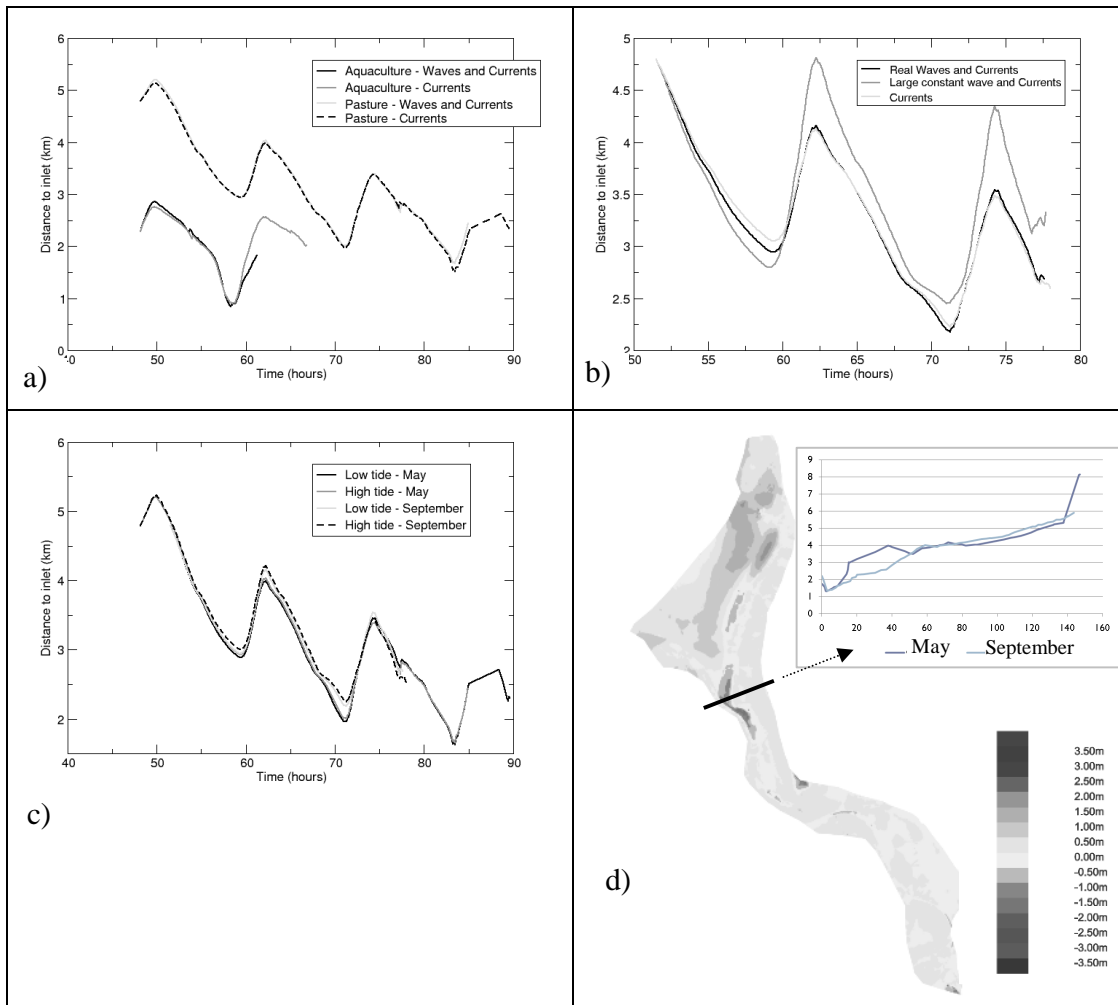 6
5
4
3
2
1
0
.0
50
60
70
80
90
Distance to inlet (km)
Time (hours)
Aquaculture - Waves and Currents
Aquaculture - Currents
Pasture - Waves and Currents
Pasture - Currents
a)
5
4.5
4
3.5
3
2.5
2
50
55
60
65
70
75
80
Distance to inlet (km)
Time (hours)
Real Waves and Currents
Large constant wave and Currents
Currents
b)
6
5
4
3
2
40
50
60
70
80
90
Distance to inlet (km)
Time (hours)
Low tide - May
High tide - May
Low tide - September
High tide - September
c)
9
8
7
6
5
4
3
2
1
0
0
20
40
60
80
100
120
140
160
May
September
3.50m
3.00m
2.50m
2.00m
1.50m
1.00m
0.50m
0.00m
-0.50m
-1.00m
-1.50m
-2.00m
-2.50m
-3.00m
-3.50m
d)